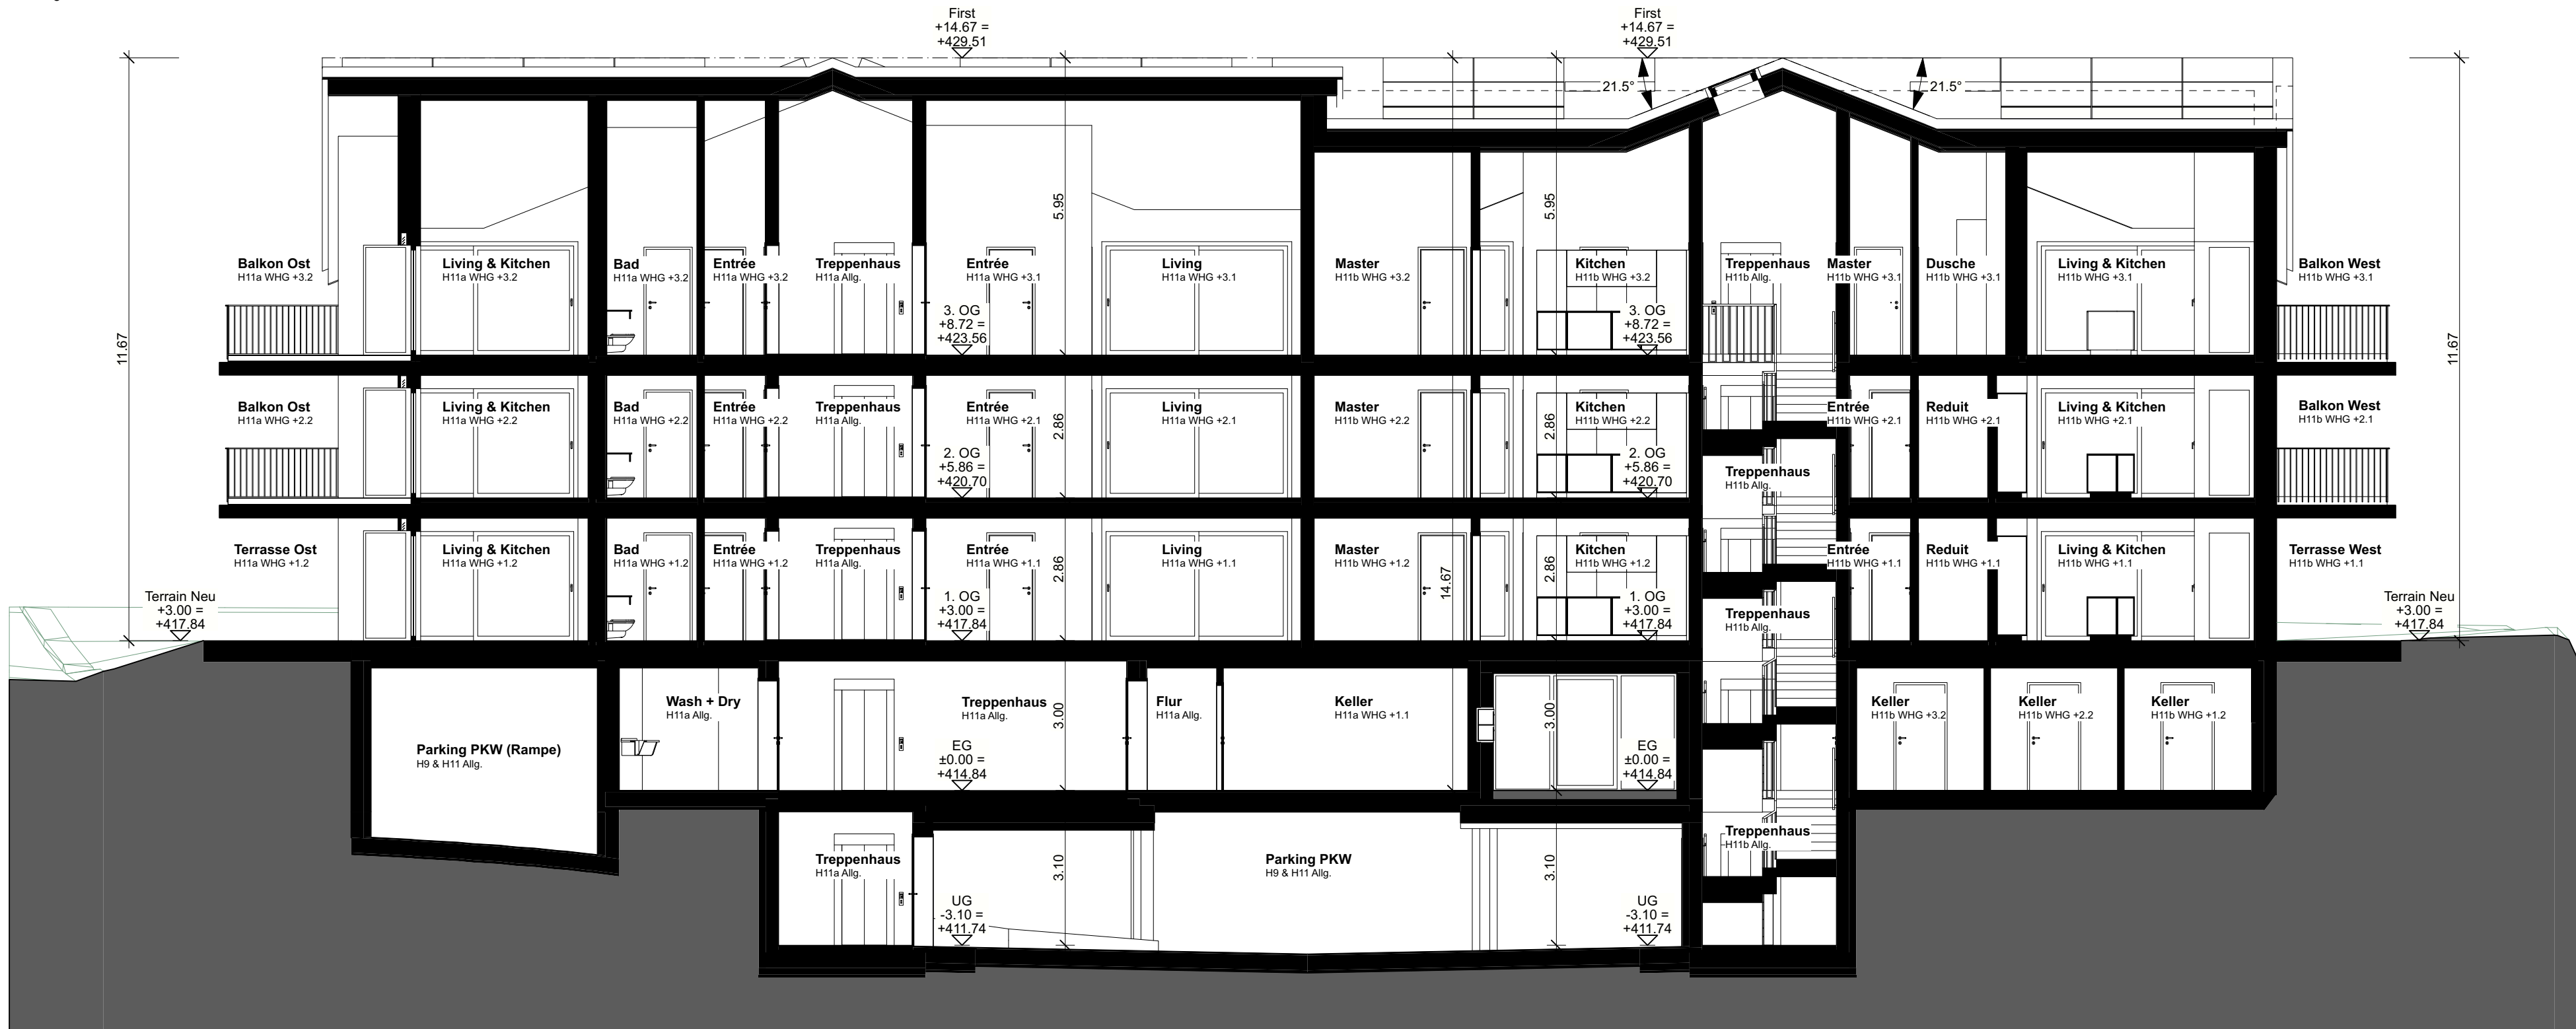 First
+14.67 =
+429.51
First
+14.67 =
+429.51
21.5°
21.5°
11.67
5.95
5.95
11.67
Balkon Ost
H11a WHG +3.2
Living & Kitchen
H11a WHG +3.2
Bad
H11a WHG +3.2
Entrée
H11a WHG +3.2
Treppenhaus
H11a Allg.
Entrée
H11a WHG +3.1
Living
H11a WHG +3.1
Master
H11b WHG +3.2
Kitchen
H11b WHG +3.2
Treppenhaus
H11b Allg.
Master
H11b WHG +3.1
Dusche
H11b WHG +3.1
Living & Kitchen
H11b WHG +3.1
Balkon West
H11b WHG +3.1
3. OG
+8.72 =
+423.56
3. OG
+8.72 =
+423.56
Balkon Ost
H11a WHG +2.2
Living & Kitchen
H11a WHG +2.2
Bad
H11a WHG +2.2
Entrée
H11a WHG +2.2
Treppenhaus
H11a Allg.
Entrée
H11a WHG +2.1
2.86
Living
H11a WHG +2.1
Master
H11b WHG +2.2
2.86
Kitchen
H11b WHG +2.2
Entrée
H11b WHG +2.1
Reduit
H11b WHG +2.1
Living & Kitchen
H11b WHG +2.1
Balkon West
H11b WHG +2.1
2. OG
+5.86 =
+420.70
2. OG
+5.86 =
+420.70
Treppenhaus
H11b Allg.
Terrasse Ost
H11a WHG +1.2
Living & Kitchen
H11a WHG +1.2
Bad
H11a WHG +1.2
Entrée
H11a WHG +1.2
Treppenhaus
H11a Allg.
Entrée
H11a WHG +1.1
2.86
Living
H11a WHG +1.1
Master
H11b WHG +1.2
14.67
2.86
Kitchen
H11b WHG +1.2
Entrée
H11b WHG +1.1
Reduit
H11b WHG +1.1
Living & Kitchen
H11b WHG +1.1
Terrasse West
H11b WHG +1.1
Terrain Neu
+3.00 =
+417.84
1. OG
+3.00 =
+417.84
1. OG
+3.00 =
+417.84
Treppenhaus
H11b Allg.
Terrain Neu
+3.00 =
+417.84
Parking PKW (Rampe)
H9 & H11 Allg.
Wash + Dry
H11a Allg.
Treppenhaus
H11a Allg.
3.00
Flur
H11a Allg.
Keller
H11a WHG +1.1
3.00
Keller
H11b WHG +3.2
Keller
H11b WHG +2.2
Keller
H11b WHG +1.2
EG
±0.00 =
+414.84
EG
±0.00 =
+414.84
Treppenhaus
H11a Allg.
3.10
Parking PKW
H9 & H11 Allg.
3.10
Treppenhaus
H11b Allg.
UG
-3.10 =
+411.74
UG
-3.10 =
+411.74